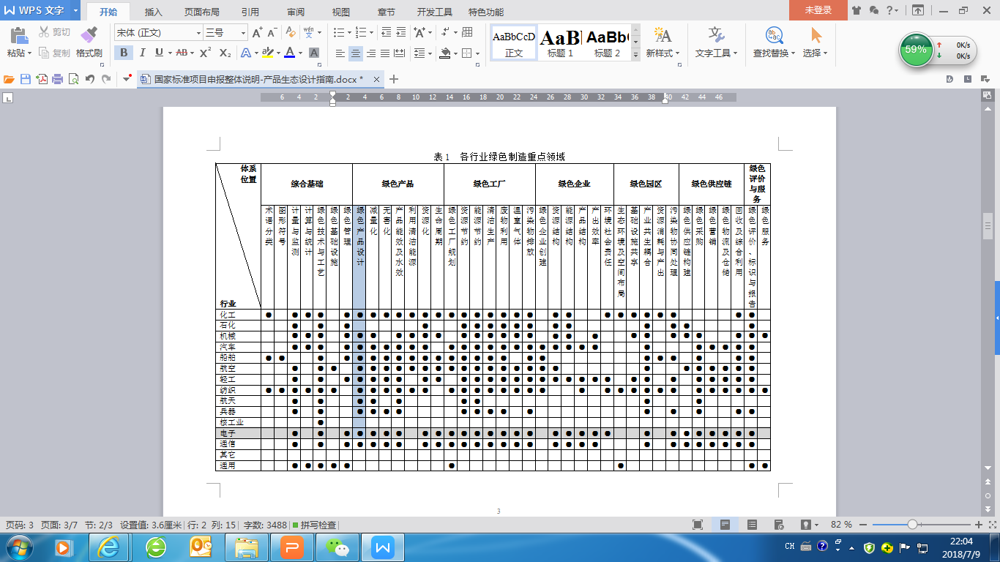 WPS 文字
开始 插入 页面布局 引用 审阅 视图 章节 开发工具 特色功能
未登录
粘贴 剪切 复制 格式刷
宋体 (正文) 三号
B I U AB X² X₂ A A A
AaBbCcD AaB AaBb
正文 标题 1 标题 2 新样式 文字工具 查找替换 选择
59% 0K/s
0K/s
国家标准项目申报整体说明-产品生态设计指南.docx *
6 4 2 2 4 6 8 10 12 14 16 18 20 22 24 26 28 30 32 34 36 38 40 42 44 46
表 1 各行业绿色制造重点领域
体系位置
行业
综合基础 绿色产品 绿色工厂 绿色企业 绿色园区 绿色供应链 绿色评价与服务
术语分类
图形符号
计量与监测
计算与统计
绿色技术与工艺
绿色基础设施
绿色管理
绿色产品设计
减量化
无害化
产品能效及水效
利用清洁能源
资源化
生命周期
绿色工厂规划
资源节约
能源节约
清洁生产
废物利用
温室气体
污染物排放
绿色企业创建
资源结构
能源结构
产品结构
产出效率
环境社会责任
生态环境及空间布局
基础设施共享
产业共生耦合
资源消耗与产出
污染物协同处理
绿色供应链构建
绿色采购
绿色营销
绿色物流及仓储
回收及综合利用
绿色评价、标识与报告
绿色服务
化工
石化
机械
汽车
船舶
航空
轻工
纺织
航天
兵器
核工业
电子
通信
其它
通用
3
页码: 3 页面: 3/7 节: 2/3 设置值: 3.6厘米 行: 2 列: 15 字数: 3488 拼写检查
82 %
CH
22:04
2018/7/9